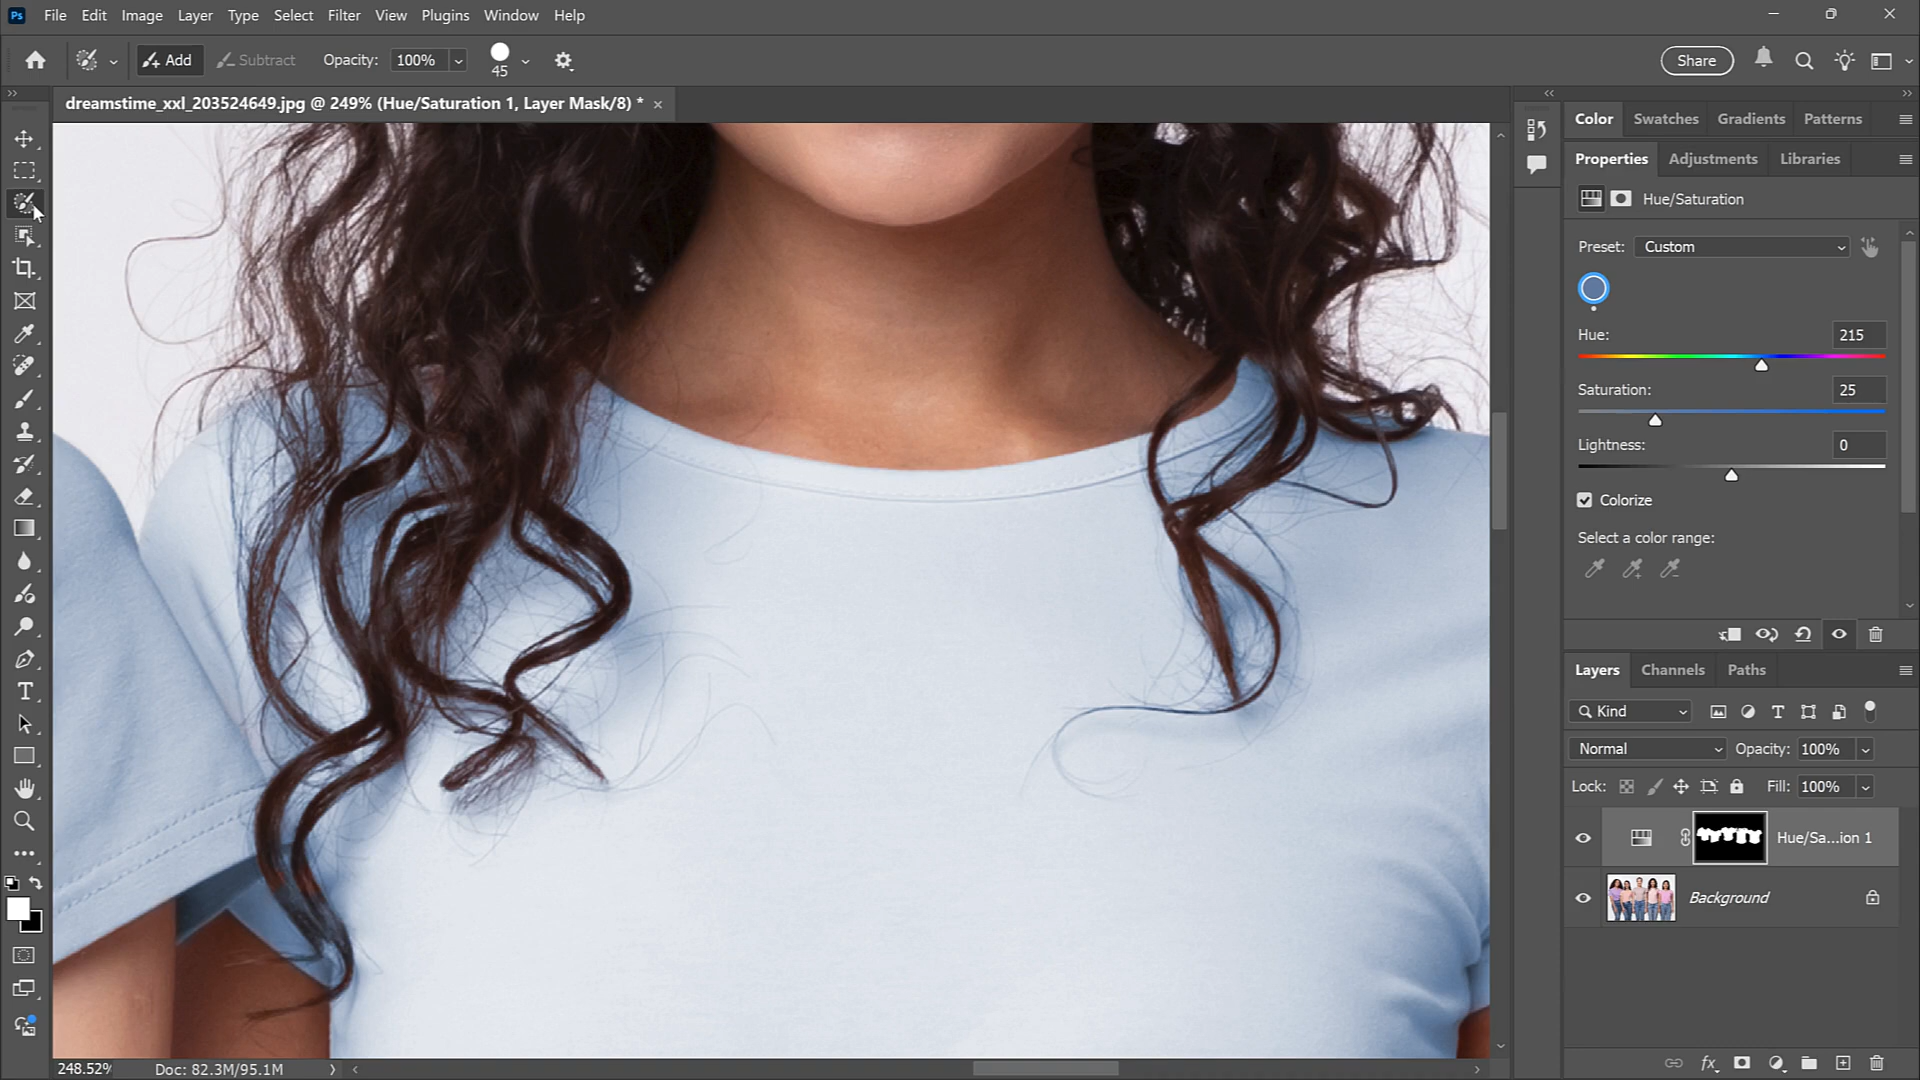 Ps File Edit Image Layer Type Select Filter View Plugins Window Help
Add Subtract Opacity: 100% 45 Share
dreamstime_xxl_203524649.jpg @ 249% (Hue/Saturation 1, Layer Mask/8) * ×
Color Swatches Gradients Patterns
Properties Adjustments Libraries
Hue/Saturation
Preset: Custom
Hue: 215
Saturation: 25
Lightness: 0
Colorize
Select a color range:
Layers Channels Paths
Kind
Normal Opacity: 100%
Lock: Fill: 100%
Hue/Sa...ion 1
Background
248.52% Doc: 82.3M/95.1M
fx